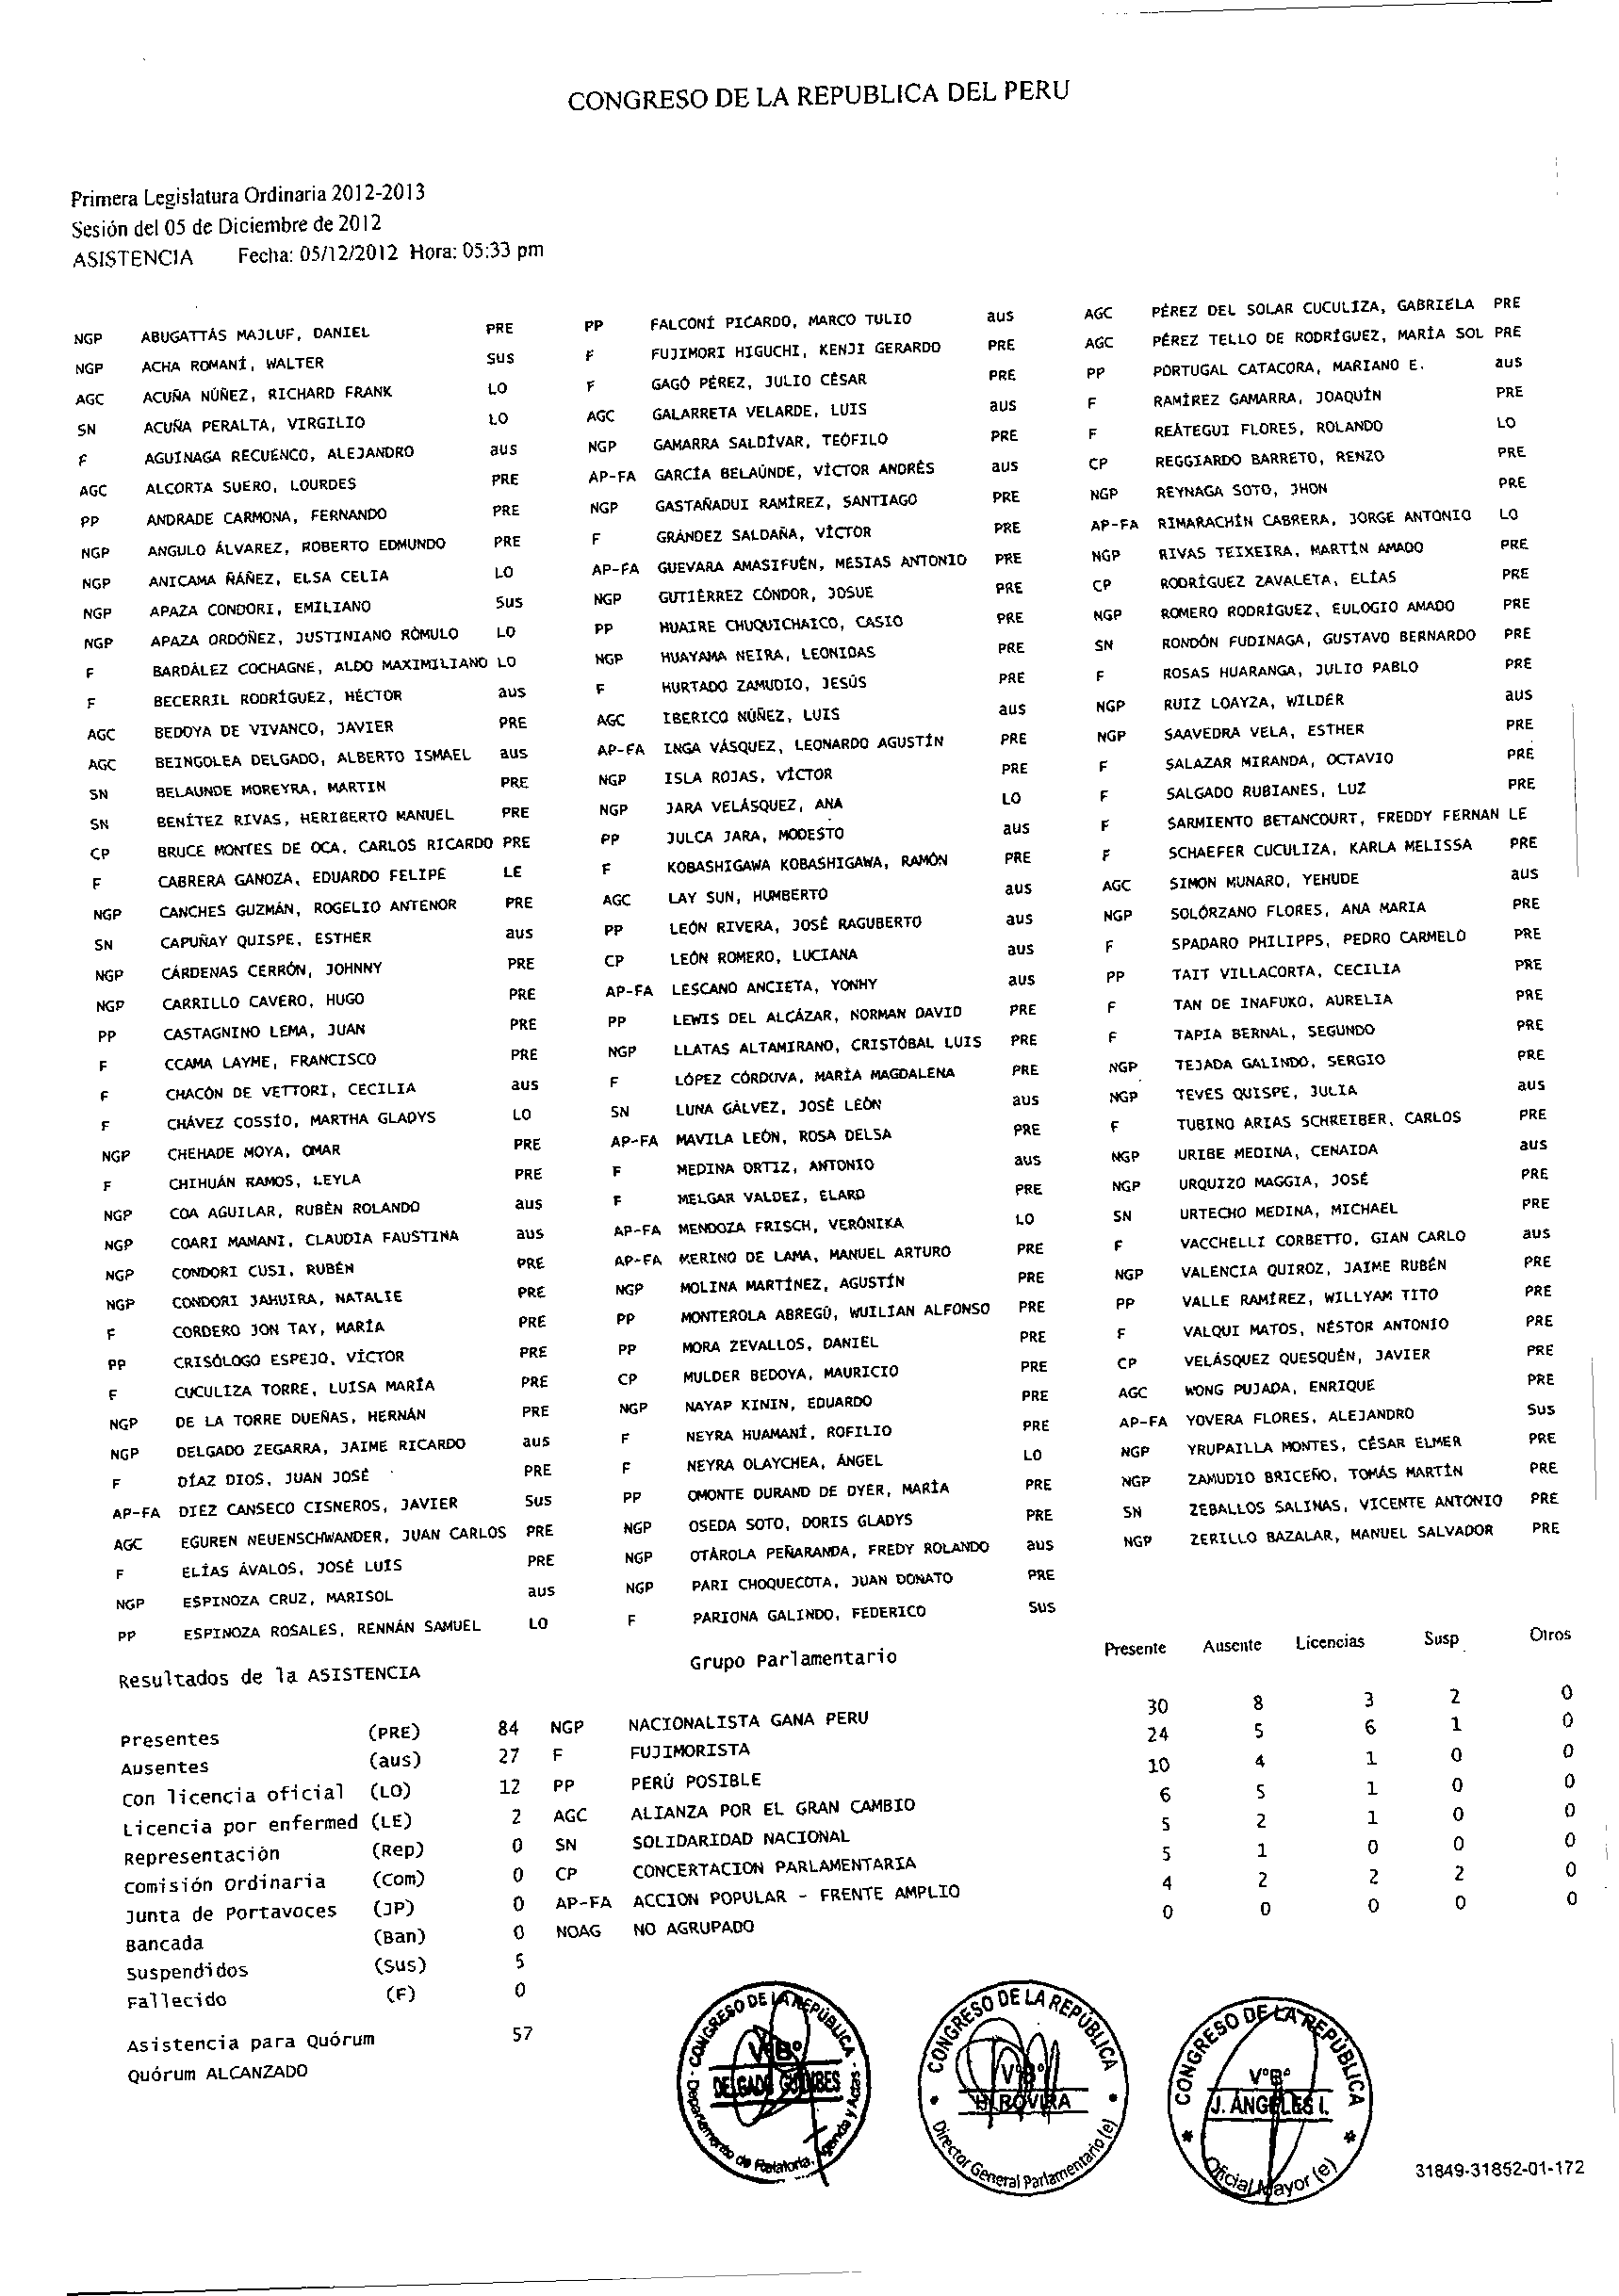 CONGRESO DE LA REPUBLICA DEL PERU
Primera Legislatura Ordinaria 2012-2013
Sesión del 05 de Diciembre de 2012
ASISTENCIA Fecha: 05/12/2012 Hora: 05:33 pm
NGP ABUGATTÁS MAJLUF, DANIEL PRE
NGP ACHA ROMANÍ, WALTER Sus
AGC ACUÑA NÚÑEZ, RICHARD FRANK LO
SN ACUÑA PERALTA, VIRGILIO LO
F AGUINAGA RECUENCO, ALEJANDRO aus
AGC ALCORTA SUERO, LOURDES PRE
PP ANDRADE CARMONA, FERNANDO PRE
NGP ANGULO ÁLVAREZ, ROBERTO EDMUNDO PRE
NGP ANICAMA ÑÁÑEZ, ELSA CELIA LO
NGP APAZA CONDORI, EMILIANO Sus
NGP APAZA ORDÓÑEZ, JUSTINIANO RÓMULO LO
F BARDÁLEZ COCHAGNE, ALDO MAXIMILIANO LO
F BECERRIL RODRÍGUEZ, HÉCTOR aus
AGC BEDOYA DE VIVANCO, JAVIER PRE
AGC BEINGOLEA DELGADO, ALBERTO ISMAEL aus
SN BELAUNDE MOREYRA, MARTIN PRE
SN BENÍTEZ RIVAS, HERIBERTO MANUEL PRE
CP BRUCE MONTES DE OCA, CARLOS RICARDO PRE
F CABRERA GANOZA, EDUARDO FELIPE LE
NGP CANCHES GUZMÁN, ROGELIO ANTENOR PRE
SN CAPUÑAY QUISPE, ESTHER aus
NGP CÁRDENAS CERRÓN, JOHNNY PRE
NGP CARRILLO CAVERO, HUGO PRE
PP CASTAGNINO LEMA, JUAN PRE
F CCAMA LAYME, FRANCISCO PRE
F CHACÓN DE VETTORI, CECILIA aus
F CHÁVEZ COSSÍO, MARTHA GLADYS LO
NGP CHEHADE MOYA, OMAR PRE
F CHIHUÁN RAMOS, LEYLA PRE
NGP COA AGUILAR, RUBÉN ROLANDO aus
NGP COARI MAMANI, CLAUDIA FAUSTINA aus
NGP CONDORI CUSI, RUBÉN PRE
NGP CONDORI JAHUIRA, NATALIE PRE
F CORDERO JON TAY, MARÍA PRE
PP CRISÓLOGO ESPEJO, VÍCTOR PRE
F CUCULIZA TORRE, LUISA MARÍA PRE
NGP DE LA TORRE DUEÑAS, HERNÁN PRE
NGP DELGADO ZEGARRA, JAIME RICARDO aus
F DÍAZ DIOS, JUAN JOSÉ PRE
AP-FA DIEZ CANSECO CISNEROS, JAVIER Sus
AGC EGUREN NEUENSCHWANDER, JUAN CARLOS PRE
F ELÍAS ÁVALOS, JOSÉ LUIS PRE
NGP ESPINOZA CRUZ, MARISOL aus
PP ESPINOZA ROSALES, RENNÁN SAMUEL LO
PP FALCONÍ PICARDO, MARCO TULIO aus
F FUJIMORI HIGUCHI, KENJI GERARDO PRE
F GAGÓ PÉREZ, JULIO CÉSAR PRE
AGC GALARRETA VELARDE, LUIS aus
NGP GAMARRA SALDÍVAR, TEÓFILO PRE
AP-FA GARCÍA BELAÚNDE, VÍCTOR ANDRÉS aus
NGP GASTAÑADUI RAMÍREZ, SANTIAGO PRE
F GRÁNDEZ SALDAÑA, VÍCTOR PRE
AP-FA GUEVARA AMASIFUÉN, MESIAS ANTONIO PRE
NGP GUTIÉRREZ CÓNDOR, JOSUE PRE
PP HUAIRE CHUQUICHAICO, CASIO PRE
NGP HUAYAMA NEIRA, LEONIDAS PRE
F HURTADO ZAMUDIO, JESÚS PRE
AGC IBERICO NÚÑEZ, LUIS aus
AP-FA INGA VÁSQUEZ, LEONARDO AGUSTÍN PRE
NGP ISLA ROJAS, VÍCTOR PRE
NGP JARA VELÁSQUEZ, ANA LO
PP JULCA JARA, MODESTO aus
F KOBASHIGAWA KOBASHIGAWA, RAMÓN PRE
AGC LAY SUN, HUMBERTO aus
PP LEÓN RIVERA, JOSÉ RAGUBERTO aus
CP LEÓN ROMERO, LUCIANA aus
AP-FA LESCANO ANCIETA, YONHY aus
PP LEWIS DEL ALCÁZAR, NORMAN DAVID PRE
NGP LLATAS ALTAMIRANO, CRISTÓBAL LUIS PRE
F LÓPEZ CÓRDOVA, MARÍA MAGDALENA PRE
SN LUNA GÁLVEZ, JOSÉ LEÓN aus
AP-FA MAVILA LEÓN, ROSA DELSA PRE
F MEDINA ORTIZ, ANTONIO aus
F MELGAR VALDEZ, ELARD PRE
AP-FA MENDOZA FRISCH, VERÓNIKA LO
AP-FA MERINO DE LAMA, MANUEL ARTURO PRE
NGP MOLINA MARTÍNEZ, AGUSTÍN PRE
PP MONTEROLA ABREGÚ, WUILIAN ALFONSO PRE
PP MORA ZEVALLOS, DANIEL PRE
CP MULDER BEDOYA, MAURICIO PRE
NGP NAYAP KININ, EDUARDO PRE
F NEYRA HUAMANÍ, ROFILIO PRE
F NEYRA OLAYCHEA, ÁNGEL LO
PP OMONTE DURAND DE DYER, MARÍA PRE
NGP OSEDA SOTO, DORIS GLADYS PRE
NGP OTÁROLA PEÑARANDA, FREDY ROLANDO aus
NGP PARI CHOQUECOTA, JUAN DONATO PRE
F PARIONA GALINDO, FEDERICO Sus
AGC PÉREZ DEL SOLAR CUCULIZA, GABRIELA PRE
AGC PÉREZ TELLO DE RODRÍGUEZ, MARÍA SOL PRE
PP PORTUGAL CATACORA, MARIANO E. aus
F RAMÍREZ GAMARRA, JOAQUÍN PRE
F REÁTEGUI FLORES, ROLANDO LO
CP REGGIARDO BARRETO, RENZO PRE
NGP REYNAGA SOTO, JHON PRE
AP-FA RIMARACHÍN CABRERA, JORGE ANTONIO LO
NGP RIVAS TEIXEIRA, MARTÍN AMADO PRE
CP RODRÍGUEZ ZAVALETA, ELÍAS PRE
NGP ROMERO RODRÍGUEZ, EULOGIO AMADO PRE
SN RONDÓN FUDINAGA, GUSTAVO BERNARDO PRE
F ROSAS HUARANGA, JULIO PABLO PRE
NGP RUIZ LOAYZA, WILDER aus
NGP SAAVEDRA VELA, ESTHER PRE
F SALAZAR MIRANDA, OCTAVIO PRE
F SALGADO RUBIANES, LUZ PRE
F SARMIENTO BETANCOURT, FREDDY FERNAN LE
F SCHAEFER CUCULIZA, KARLA MELISSA PRE
AGC SIMON MUNARO, YEHUDE aus
NGP SOLÓRZANO FLORES, ANA MARIA PRE
F SPADARO PHILIPPS, PEDRO CARMELO PRE
PP TAIT VILLACORTA, CECILIA PRE
F TAN DE INAFUKO, AURELIA PRE
F TAPIA BERNAL, SEGUNDO PRE
NGP TEJADA GALINDO, SERGIO PRE
NGP TEVES QUISPE, JULIA aus
F TUBINO ARIAS SCHREIBER, CARLOS PRE
NGP URIBE MEDINA, CENAIDA aus
NGP URQUIZO MAGGIA, JOSÉ PRE
SN URTECHO MEDINA, MICHAEL PRE
F VACCHELLI CORBETTO, GIAN CARLO aus
NGP VALENCIA QUIROZ, JAIME RUBÉN PRE
PP VALLE RAMÍREZ, WILLYAM TITO PRE
F VALQUI MATOS, NÉSTOR ANTONIO PRE
CP VELÁSQUEZ QUESQUÉN, JAVIER PRE
AGC WONG PUJADA, ENRIQUE PRE
AP-FA YOVERA FLORES, ALEJANDRO Sus
NGP YRUPAILLA MONTES, CÉSAR ELMER PRE
NGP ZAMUDIO BRICEÑO, TOMÁS MARTÍN PRE
SN ZEBALLOS SALINAS, VICENTE ANTONIO PRE
NGP ZERILLO BAZALAR, MANUEL SALVADOR PRE
Resultados de la ASISTENCIA
Presentes (PRE) 84
Ausentes (aus) 27
Con licencia oficial (LO) 12
Licencia por enfermed (LE) 2
Representación (Rep) 0
Comisión Ordinaria (Com) 0
Junta de Portavoces (JP) 0
Bancada (Ban) 0
Suspendidos (Sus) 5
Fallecido (F) 0
Asistencia para Quórum 57
Quórum ALCANZADO
Grupo Parlamentario Presente Ausente Licencias Susp Otros
NGP NACIONALISTA GANA PERU 30 8 3 2 0
F FUJIMORISTA 24 5 6 1 0
PP PERÚ POSIBLE 10 4 1 0 0
AGC ALIANZA POR EL GRAN CAMBIO 6 5 1 0 0
SN SOLIDARIDAD NACIONAL 5 2 1 0 0
CP CONCERTACION PARLAMENTARIA 5 1 0 0 0
AP-FA ACCION POPULAR - FRENTE AMPLIO 4 2 2 2 0
NOAG NO AGRUPADO 0 0 0 0 0
CONGRESO DE LA REPÚBLICA
V°B°
DELGADO
Departamento de Relatoría, Agenda y Actas
CONGRESO DE LA REPÚBLICA
V°B°
H. ROVIRA
Director General Parlamentario (e)
CONGRESO DE LA REPÚBLICA
V°B°
J. ÁNGELES I.
Oficial Mayor (e)
31849-31852-01-172